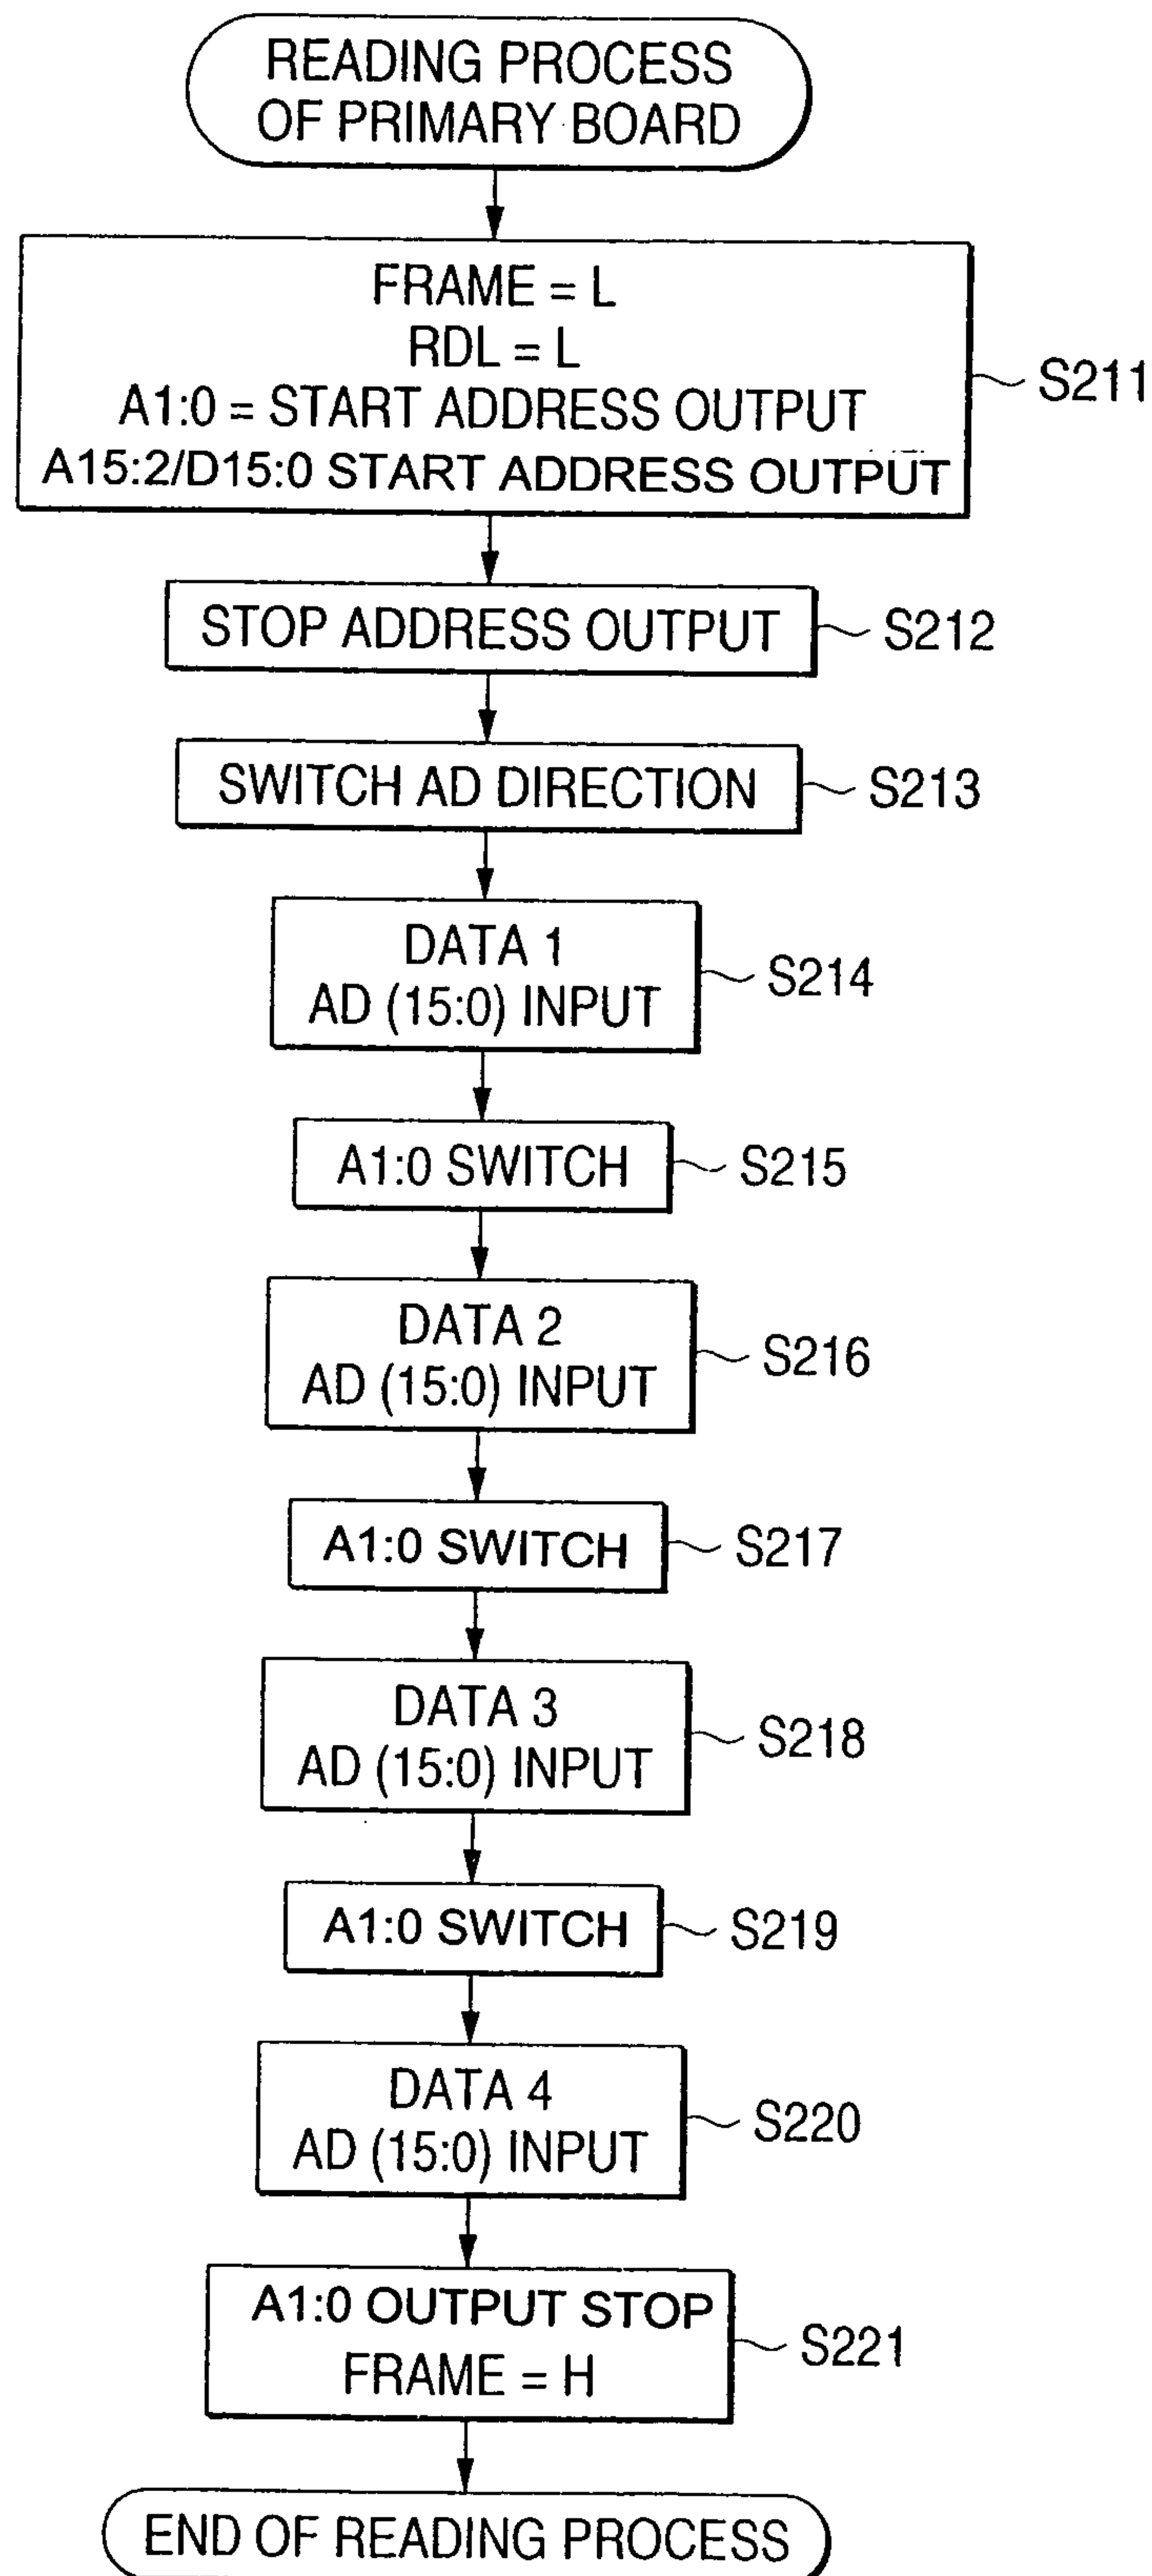 READING PROCESS
OF PRIMARY BOARD
FRAME = L
RDL = L
A1:0 = START ADDRESS OUTPUT
A15:2/D15:0 START ADDRESS OUTPUT
S211
STOP ADDRESS OUTPUT
S212
SWITCH AD DIRECTION
S213
DATA 1
AD (15:0) INPUT
S214
A1:0 SWITCH
S215
DATA 2
AD (15:0) INPUT
S216
A1:0 SWITCH
S217
DATA 3
AD (15:0) INPUT
S218
A1:0 SWITCH
S219
DATA 4
AD (15:0) INPUT
S220
A1:0 OUTPUT STOP
FRAME = H
S221
END OF READING PROCESS